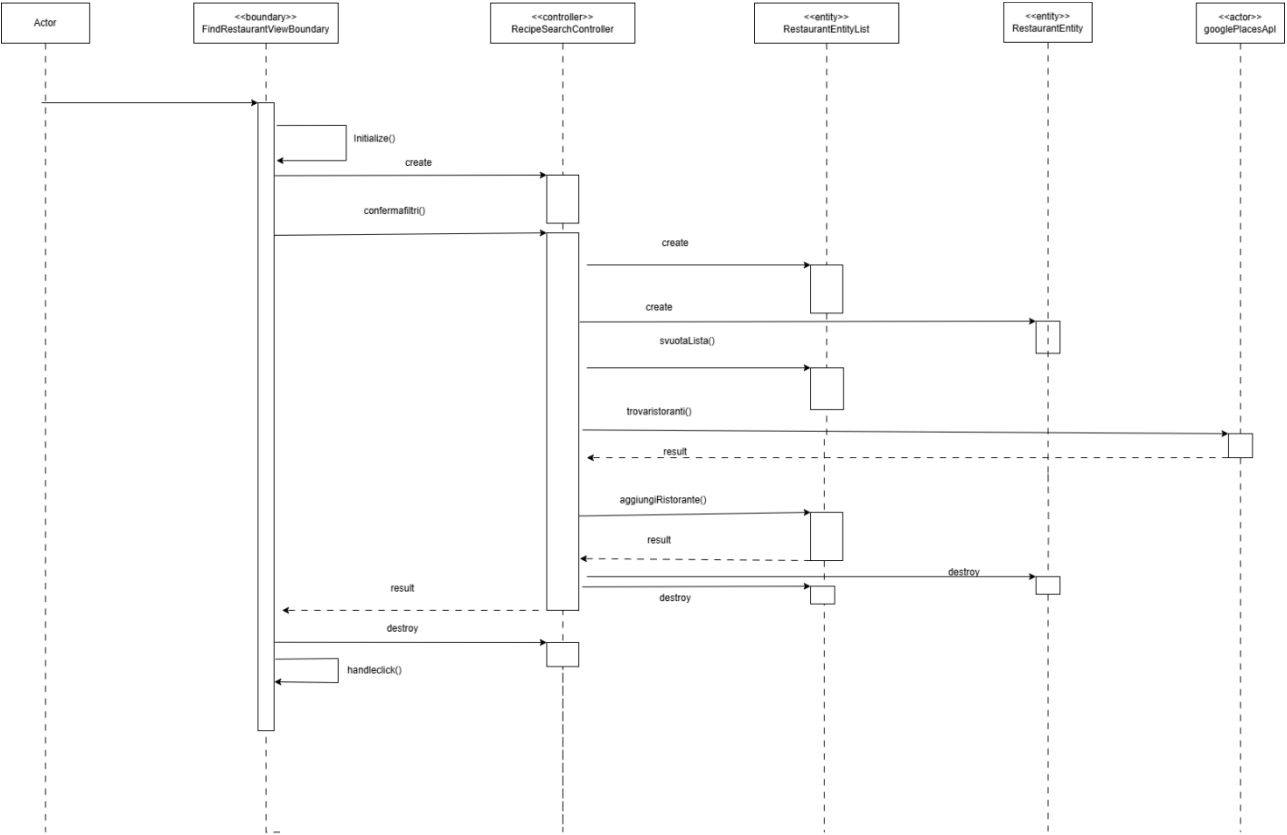 Actor
<<boundary>>
FindRestaurantViewBoundary
<<controller>>
RecipeSearchController
<<entity>>
RestaurantEntityList
<<entity>>
RestaurantEntity
<<actor>>
googlePlacesApI
Initialize()
create
confermafiltri()
create
create
svuotaLista()
trovaristoranti()
result
aggiungiRistorante()
result
destroy
result
destroy
destroy
handleclick()